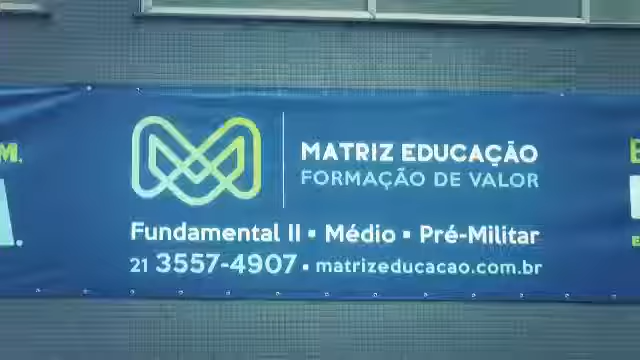 MATRIZ EDUCAÇÃO
FORMAÇÃO DE VALOR
Fundamental II ▪ Médio ▪ Pré-Militar
21 3557-4907 ▪ matrizeducacao.com.br